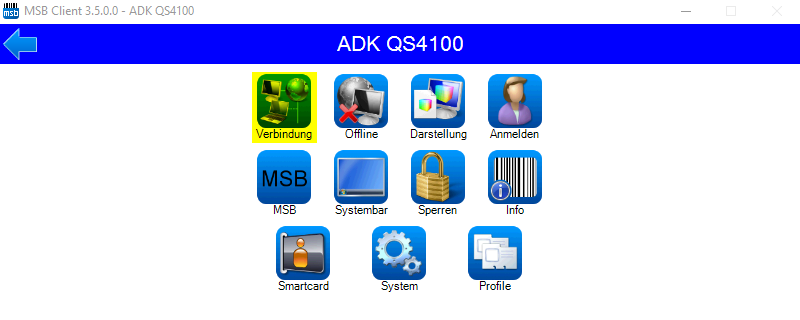 msb MSB Client 3.5.0.0 - ADK QS4100
ADK QS4100
Verbindung Offline Darstellung Anmelden
MSB
MSB Systembar Sperren Info
Smartcard System Profile